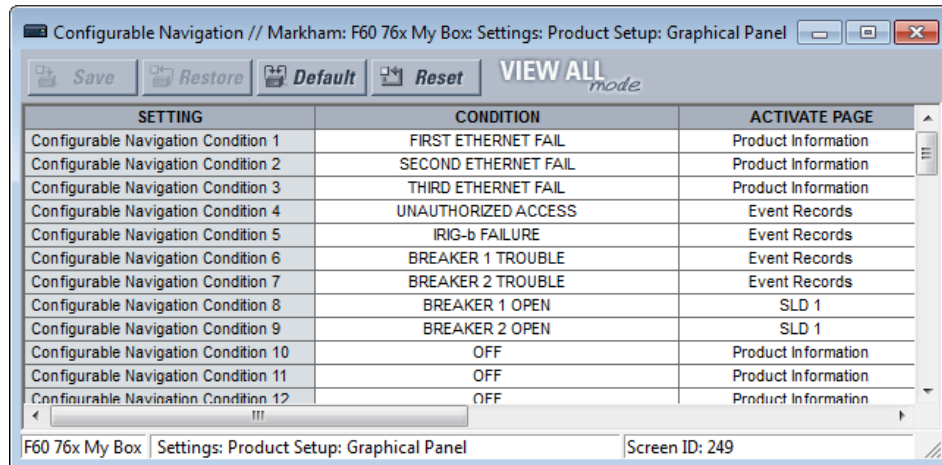 Configurable Navigation // Markham: F60 76x My Box: Settings: Product Setup: Graphical Panel
Save Restore Default Reset VIEW ALL mode
SETTING CONDITION ACTIVATE PAGE
Configurable Navigation Condition 1 FIRST ETHERNET FAIL Product Information
Configurable Navigation Condition 2 SECOND ETHERNET FAIL Product Information
Configurable Navigation Condition 3 THIRD ETHERNET FAIL Product Information
Configurable Navigation Condition 4 UNAUTHORIZED ACCESS Event Records
Configurable Navigation Condition 5 IRIG-b FAILURE Event Records
Configurable Navigation Condition 6 BREAKER 1 TROUBLE Event Records
Configurable Navigation Condition 7 BREAKER 2 TROUBLE Event Records
Configurable Navigation Condition 8 BREAKER 1 OPEN SLD 1
Configurable Navigation Condition 9 BREAKER 2 OPEN SLD 1
Configurable Navigation Condition 10 OFF Product Information
Configurable Navigation Condition 11 OFF Product Information
Configurable Navigation Condition 12 OFF Product Information
F60 76x My Box Settings: Product Setup: Graphical Panel Screen ID: 249